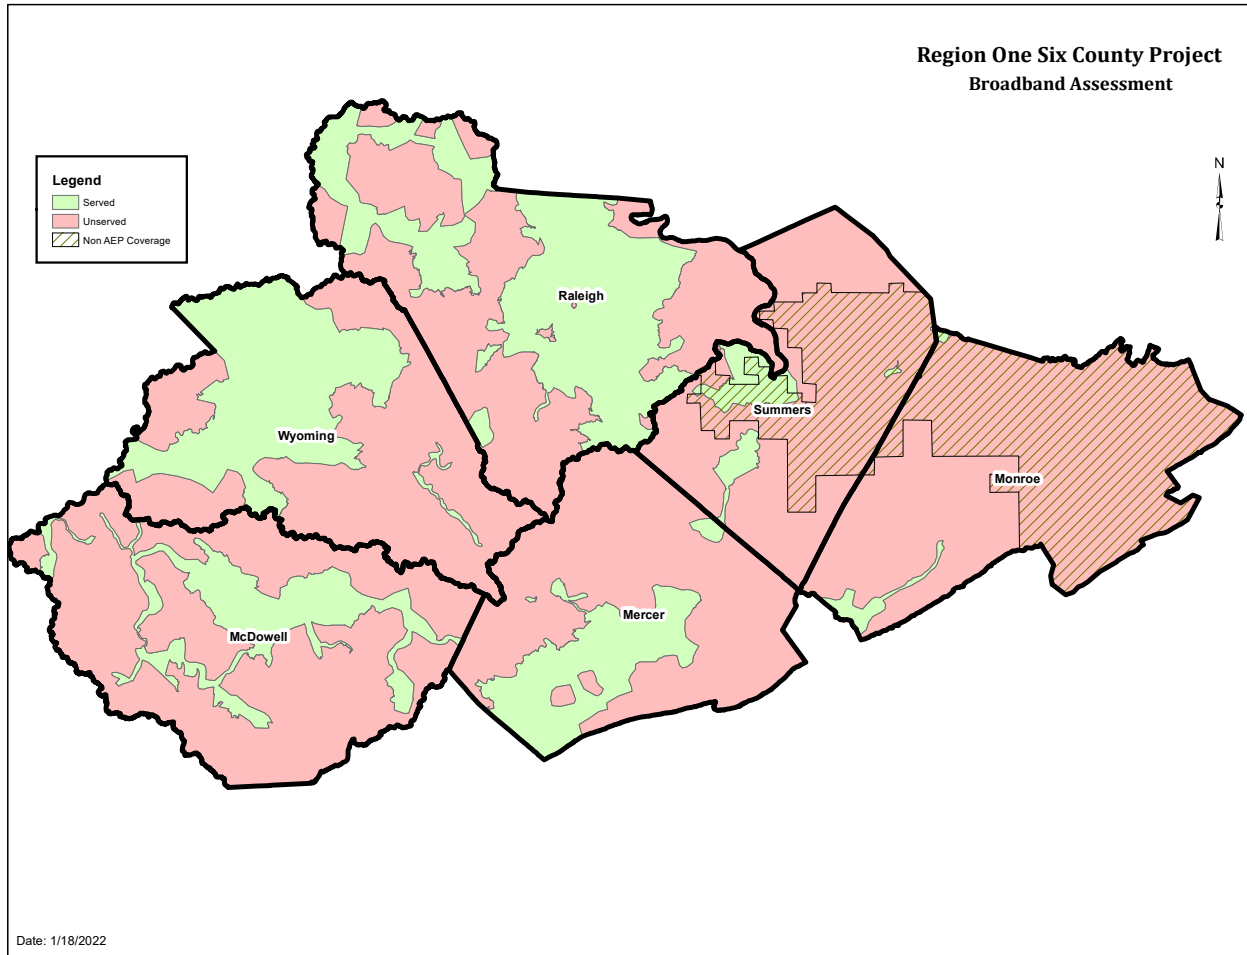 Region One Six County Project
Broadband Assessment
N
Legend
Served
Unserved
Non AEP Coverage
Raleigh
Summers
Wyoming
Monroe
Mercer
McDowell
Date: 1/18/2022